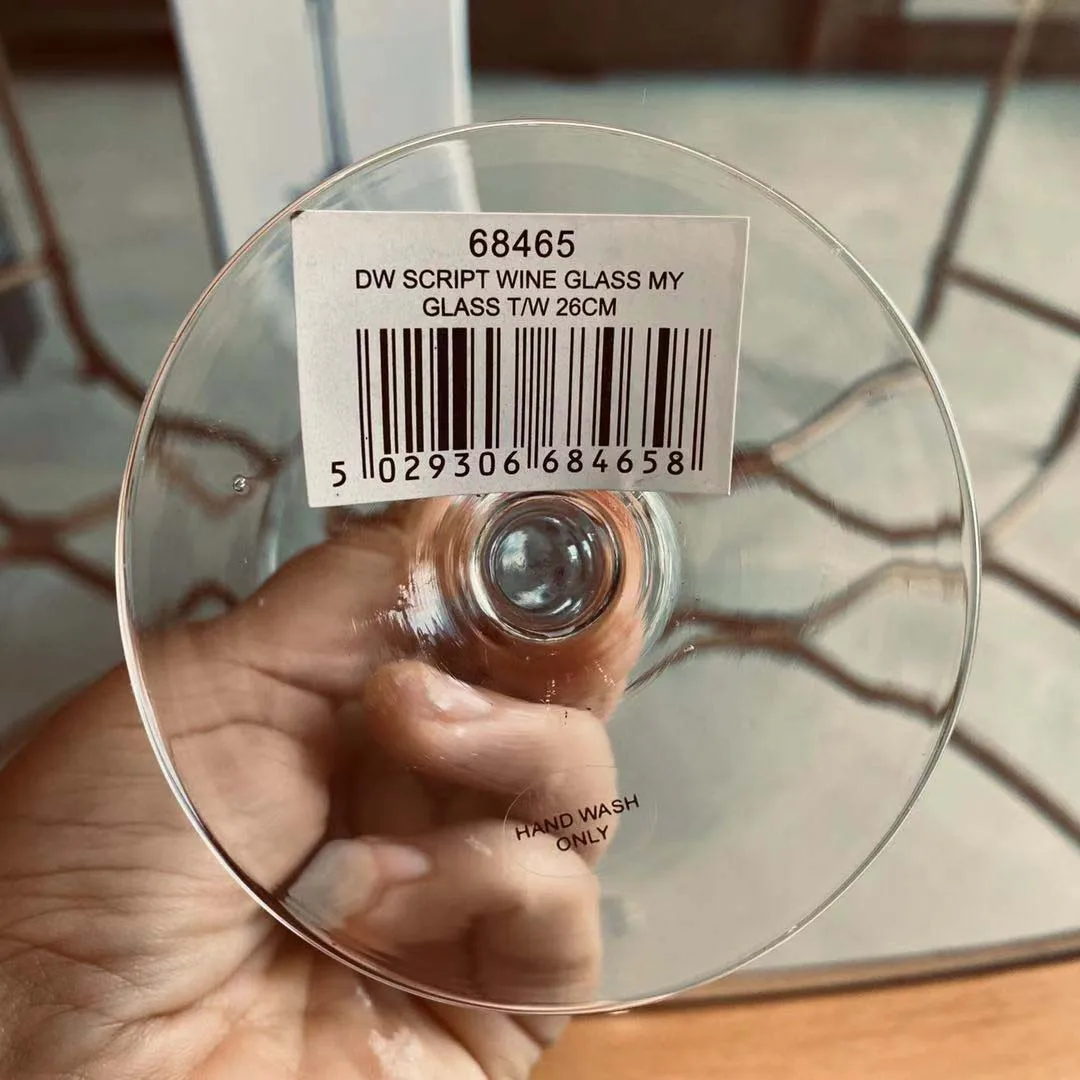 68465
DW SCRIPT WINE GLASS MY
GLASS T/W 26CM
5 029306 684658
HAND WASH
ONLY